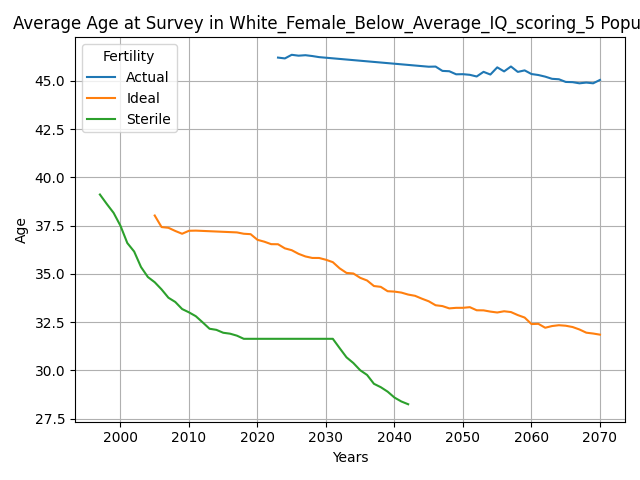 Average Age at Survey in White_Female_Below_Average_IQ_scoring_5 Popu
Fertility
Actual
Ideal
Sterile
Age
45.0
42.5
40.0
37.5
35.0
32.5
30.0
27.5
2000 2010 2020 2030 2040 2050 2060 2070
Years